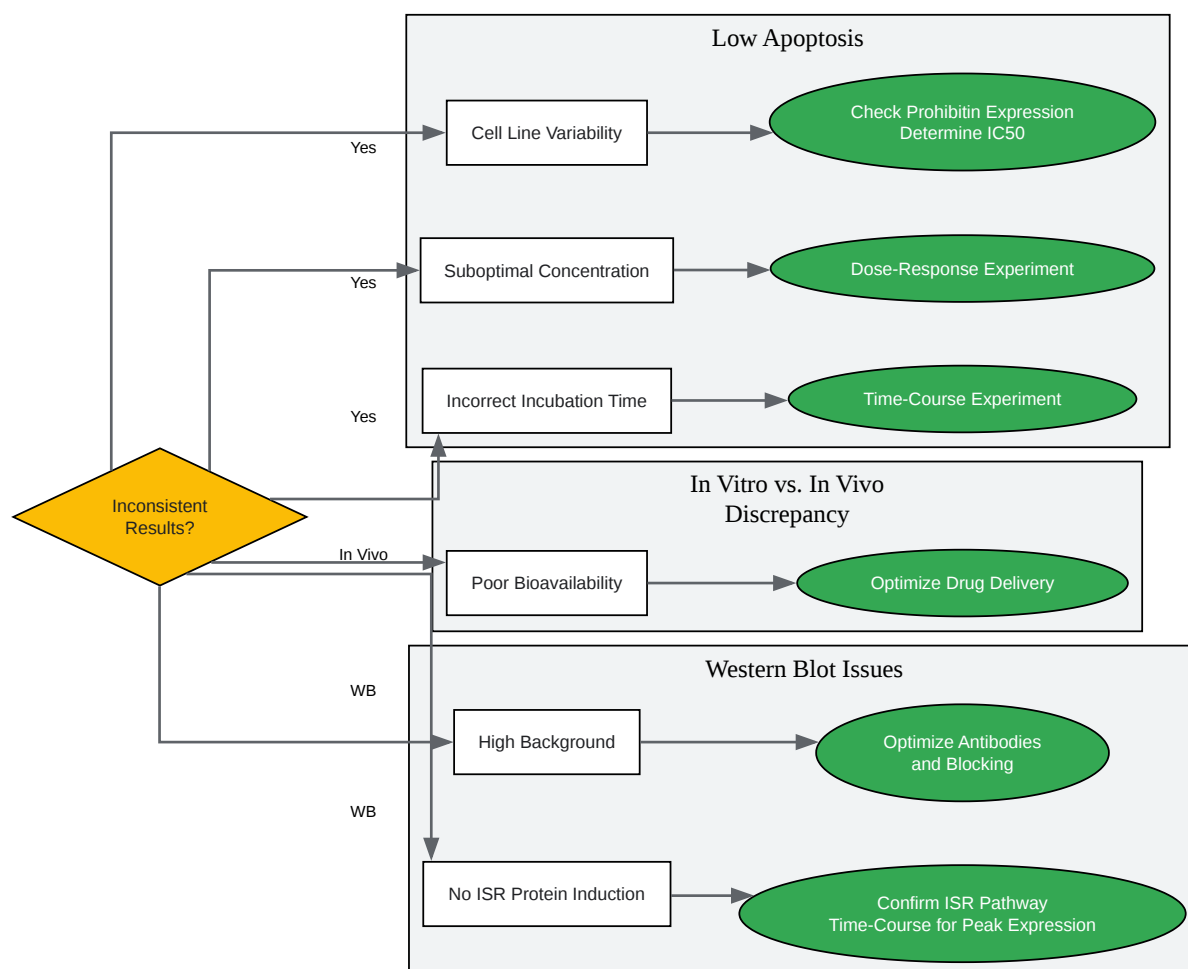 Low Apoptosis
Yes
Cell Line Variability
Check Prohibitin Expression
Determine IC50
Yes
Suboptimal Concentration
Dose-Response Experiment
Yes
Incorrect Incubation Time
Time-Course Experiment
Inconsistent
Results?
In Vitro vs. In Vivo
Discrepancy
In Vivo
Poor Bioavailability
Optimize Drug Delivery
Western Blot Issues
WB
High Background
Optimize Antibodies
and Blocking
WB
No ISR Protein Induction
Confirm ISR Pathway
Time-Course for Peak Expression